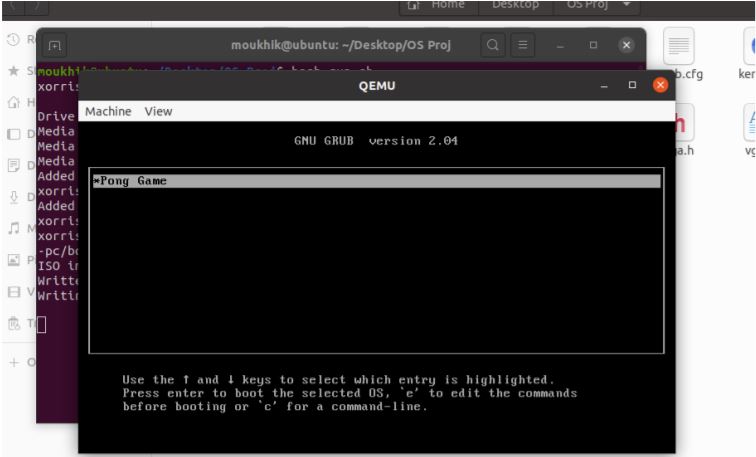 Home Desktop OS Proj
moukhik@ubuntu: ~/Desktop/OS Proj
QEMU
Machine View
GNU GRUB version 2.04
*Pong Game
Use the ↑ and ↓ keys to select which entry is highlighted.
Press enter to boot the selected OS, `e' to edit the commands
before booting or `c' for a command-line.
xorris
Drive
Media
Media
Media
Added
xorris
Added
xorris
xorris
-pc/bo
ISO in
Writte
Writin
b.cfg
ker
ga.h
vg